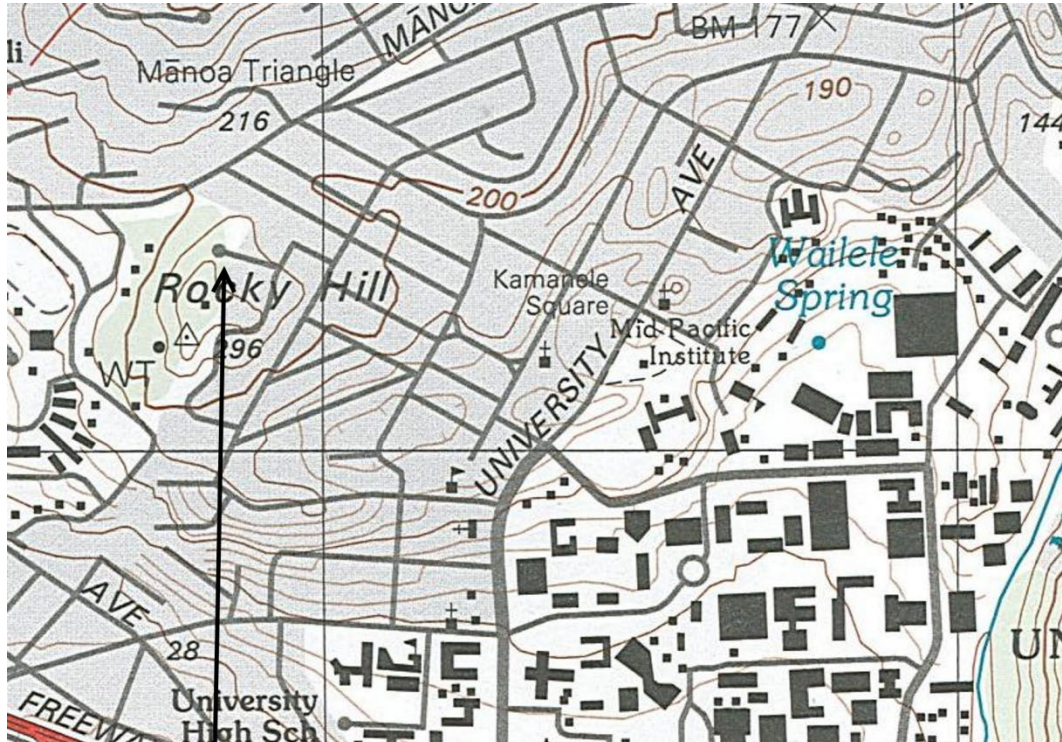 li
MĀNOA
BM 177
Mānoa Triangle
190
216
144
AVE
200
Wailele
Spring
Kamanele
Square
Rocky Hill
Mid-Pacific
Institute
296
WT
UNIVERSITY
AVE
28
UN
University
High Sch
FREEWAY